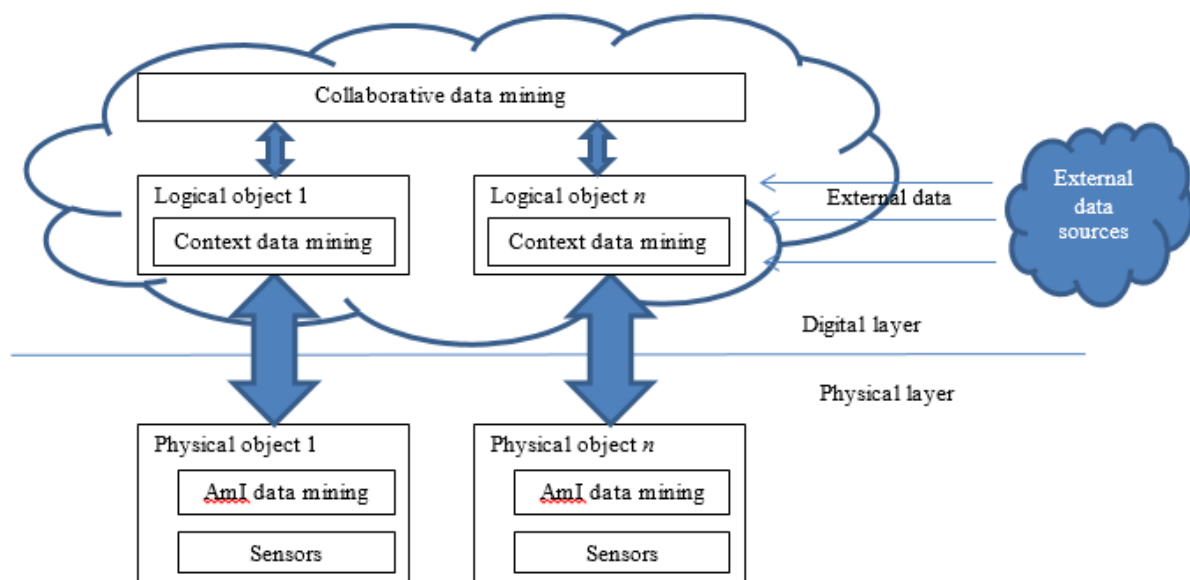 Collaborative data mining
Logical object 1
Context data mining
Logical object n
Context data mining
External data
External
data
sources
Digital layer
Physical layer
Physical object 1
AmI data mining
Sensors
Physical object n
AmI data mining
Sensors